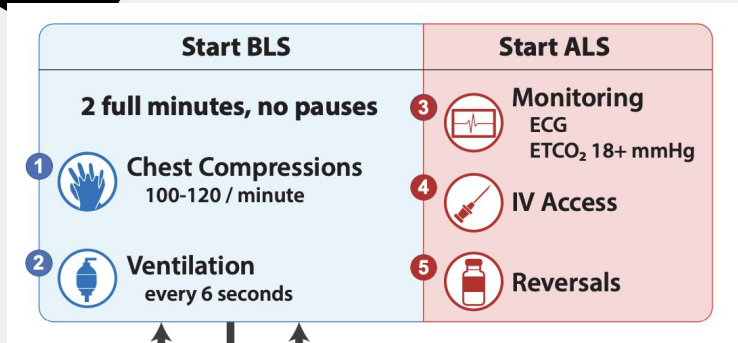 Start BLS
2 full minutes, no pauses
1
Chest Compressions
100-120 / minute
2
Ventilation
every 6 seconds
Start ALS
3
Monitoring
ECG
ETCO₂ 18+ mmHg
4
IV Access
5
Reversals